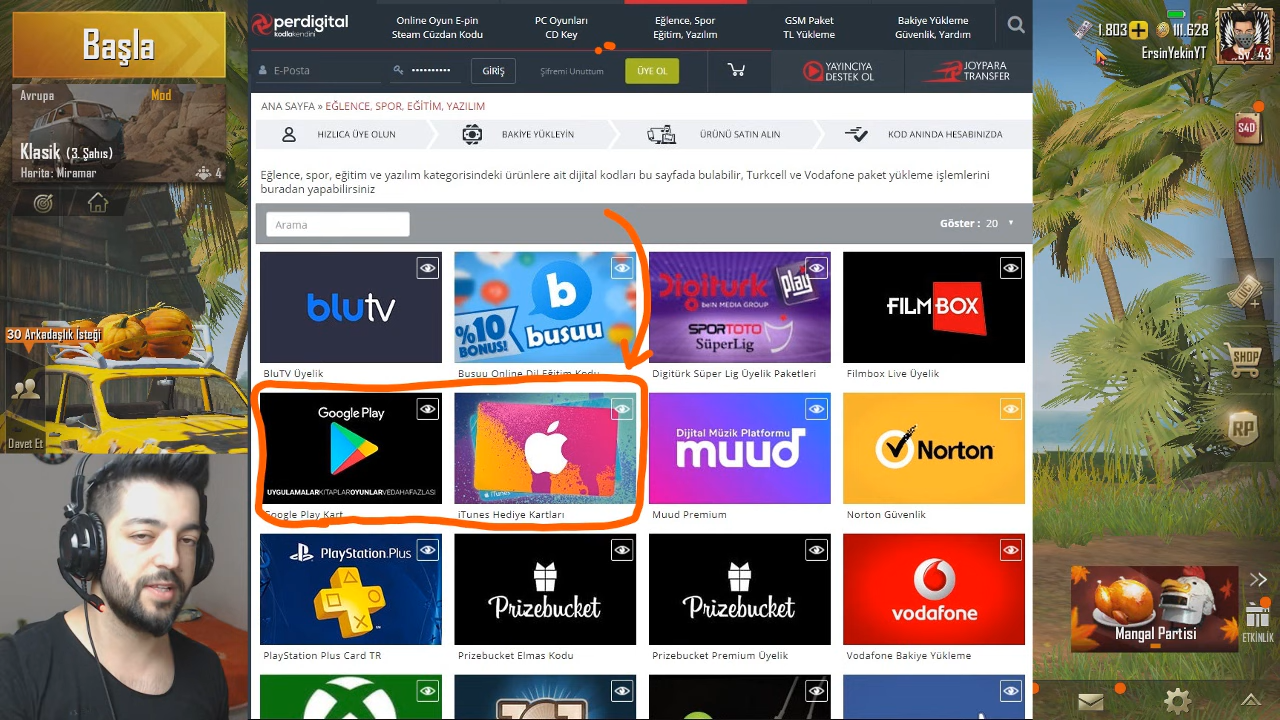 Başla
Avrupa
Mod
Klasik (3. Şahıs)
Harita: Miramar
4
30 Arkadaşlık İsteği
Davet Et
perdigital
kodlakendini
Online Oyun E-pin
Steam Cüzdan Kodu
PC Oyunları
CD Key
Eğlence, Spor
Eğitim, Yazılım
GSM Paket
TL Yükleme
Bakiye Yükleme
Güvenlik, Yardım
E-Posta
GİRİŞ
Şifremi Unuttum
ÜYE OL
YAYINCIYA
DESTEK OL
JOYPARA
TRANSFER
ANA SAYFA » EĞLENCE, SPOR, EĞİTİM, YAZILIM
HIZLICA ÜYE OLUN
BAKİYE YÜKLEYİN
ÜRÜNÜ SATIN ALIN
KOD ANINDA HESABINIZDA
Eğlence, spor, eğitim ve yazılım kategorisindeki ürünlere ait dijital kodları bu sayfada bulabilir, Turkcell ve Vodafone paket yükleme işlemlerini
buradan yapabilirsiniz
Arama
Göster : 20
blutv
BluTV Üyelik
b
%10
BONUS!
busuu
Busuu Online Dil Eğitim Kodu
Digiturk play
beIN MEDIA GROUP
SPORTOTO
SüperLig
Digitürk Süper Lig Üyelik Paketleri
FILMBOX
Filmbox Live Üyelik
Google Play
UYGULAMALARKİTAPLAROYUNLARVEDAHAFAZLASI
Google Play Kart
iTunes
iTunes Hediye Kartları
Dijital Müzik Platformu
muud
Muud Premium
Norton
Norton Güvenlik
PlayStation Plus
PlayStation Plus Card TR
Prizebucket
Prizebucket Elmas Kodu
Prizebucket
Prizebucket Premium Üyelik
vodafone
Vodafone Bakiye Yükleme
1.803
111.628
ErsinYekinYT
LV. 43
S4D
SHOP
RP
Mangal Partisi
ETKİNLİK